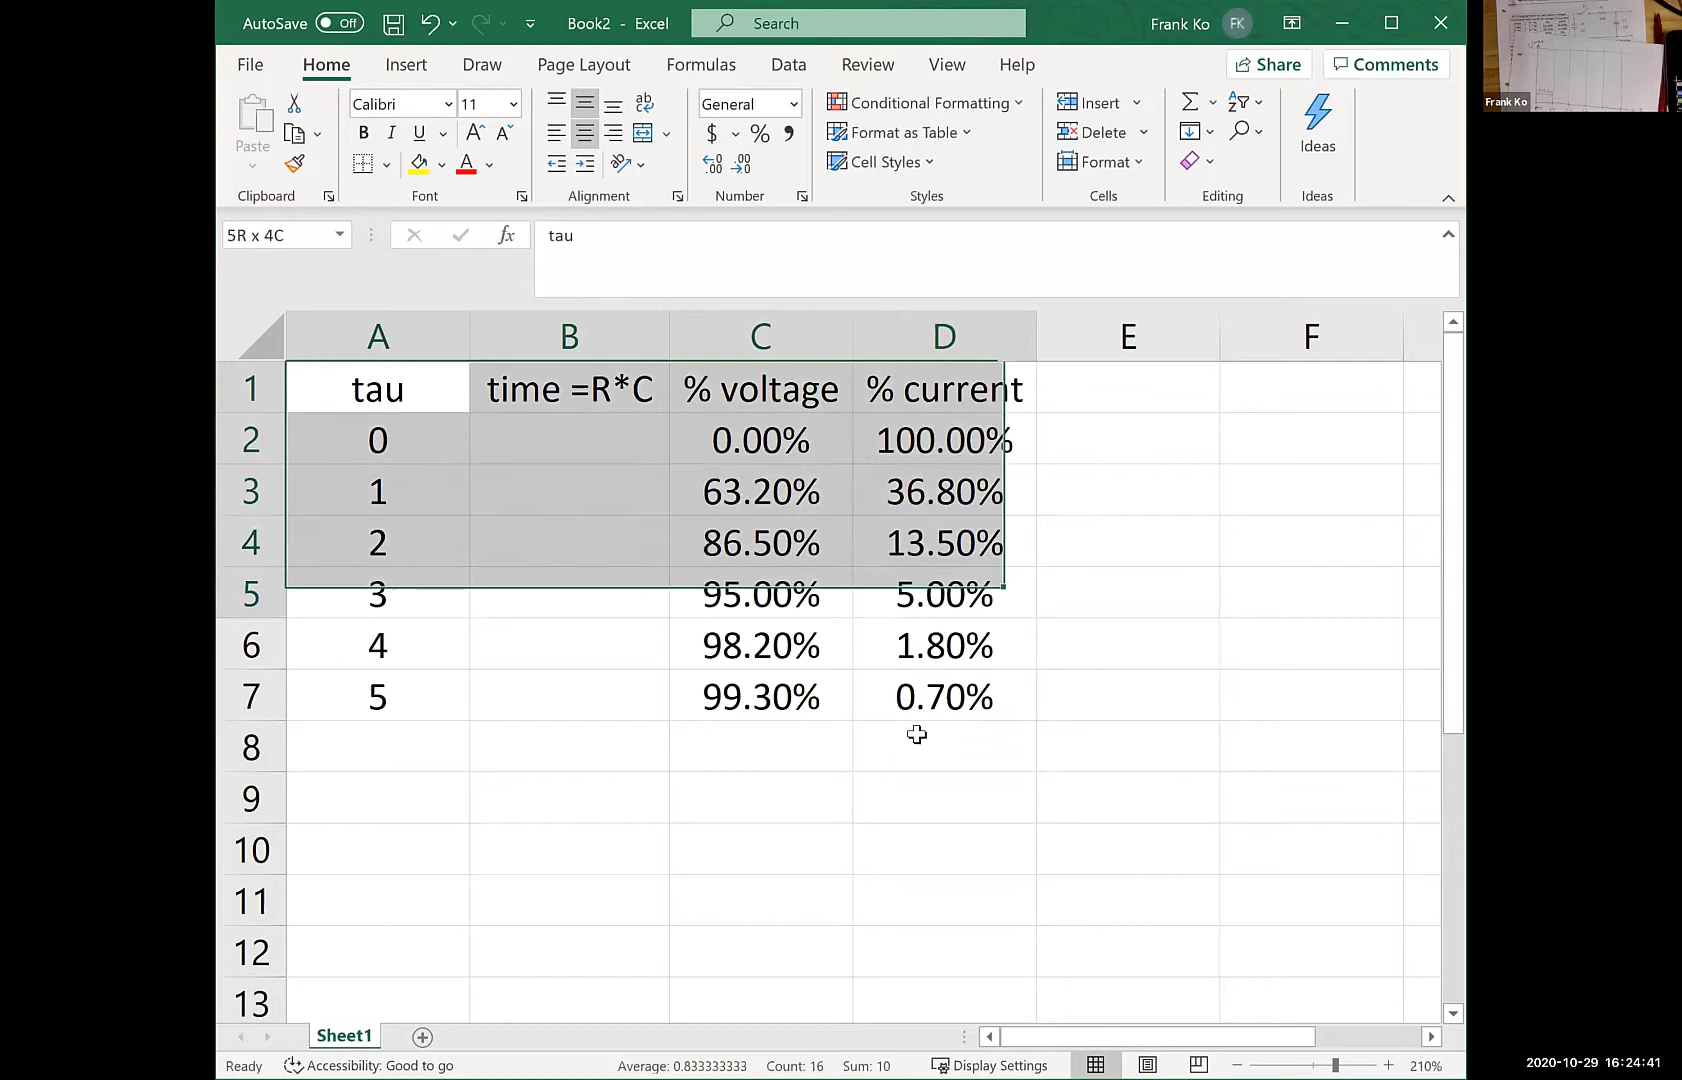 AutoSave Off Book2 - Excel Search Frank Ko FK
File Home Insert Draw Page Layout Formulas Data Review View Help Share Comments
Paste Calibri 11 ab General Conditional Formatting Insert
B I U A A $ % Format as Table Delete Ideas
A Cell Styles Format
Clipboard Font Alignment Number Styles Cells Editing Ideas
5R x 4C fx tau
A B C D E F
1 tau time =R*C % voltage % current
2 0 0.00% 100.00%
3 1 63.20% 36.80%
4 2 86.50% 13.50%
5 3 95.00% 5.00%
6 4 98.20% 1.80%
7 5 99.30% 0.70%
8
9
10
11
12
13
Sheet1
Ready Accessibility: Good to go Average: 0.833333333 Count: 16 Sum: 10 Display Settings 210%
Frank Ko
2020-10-29 16:24:41